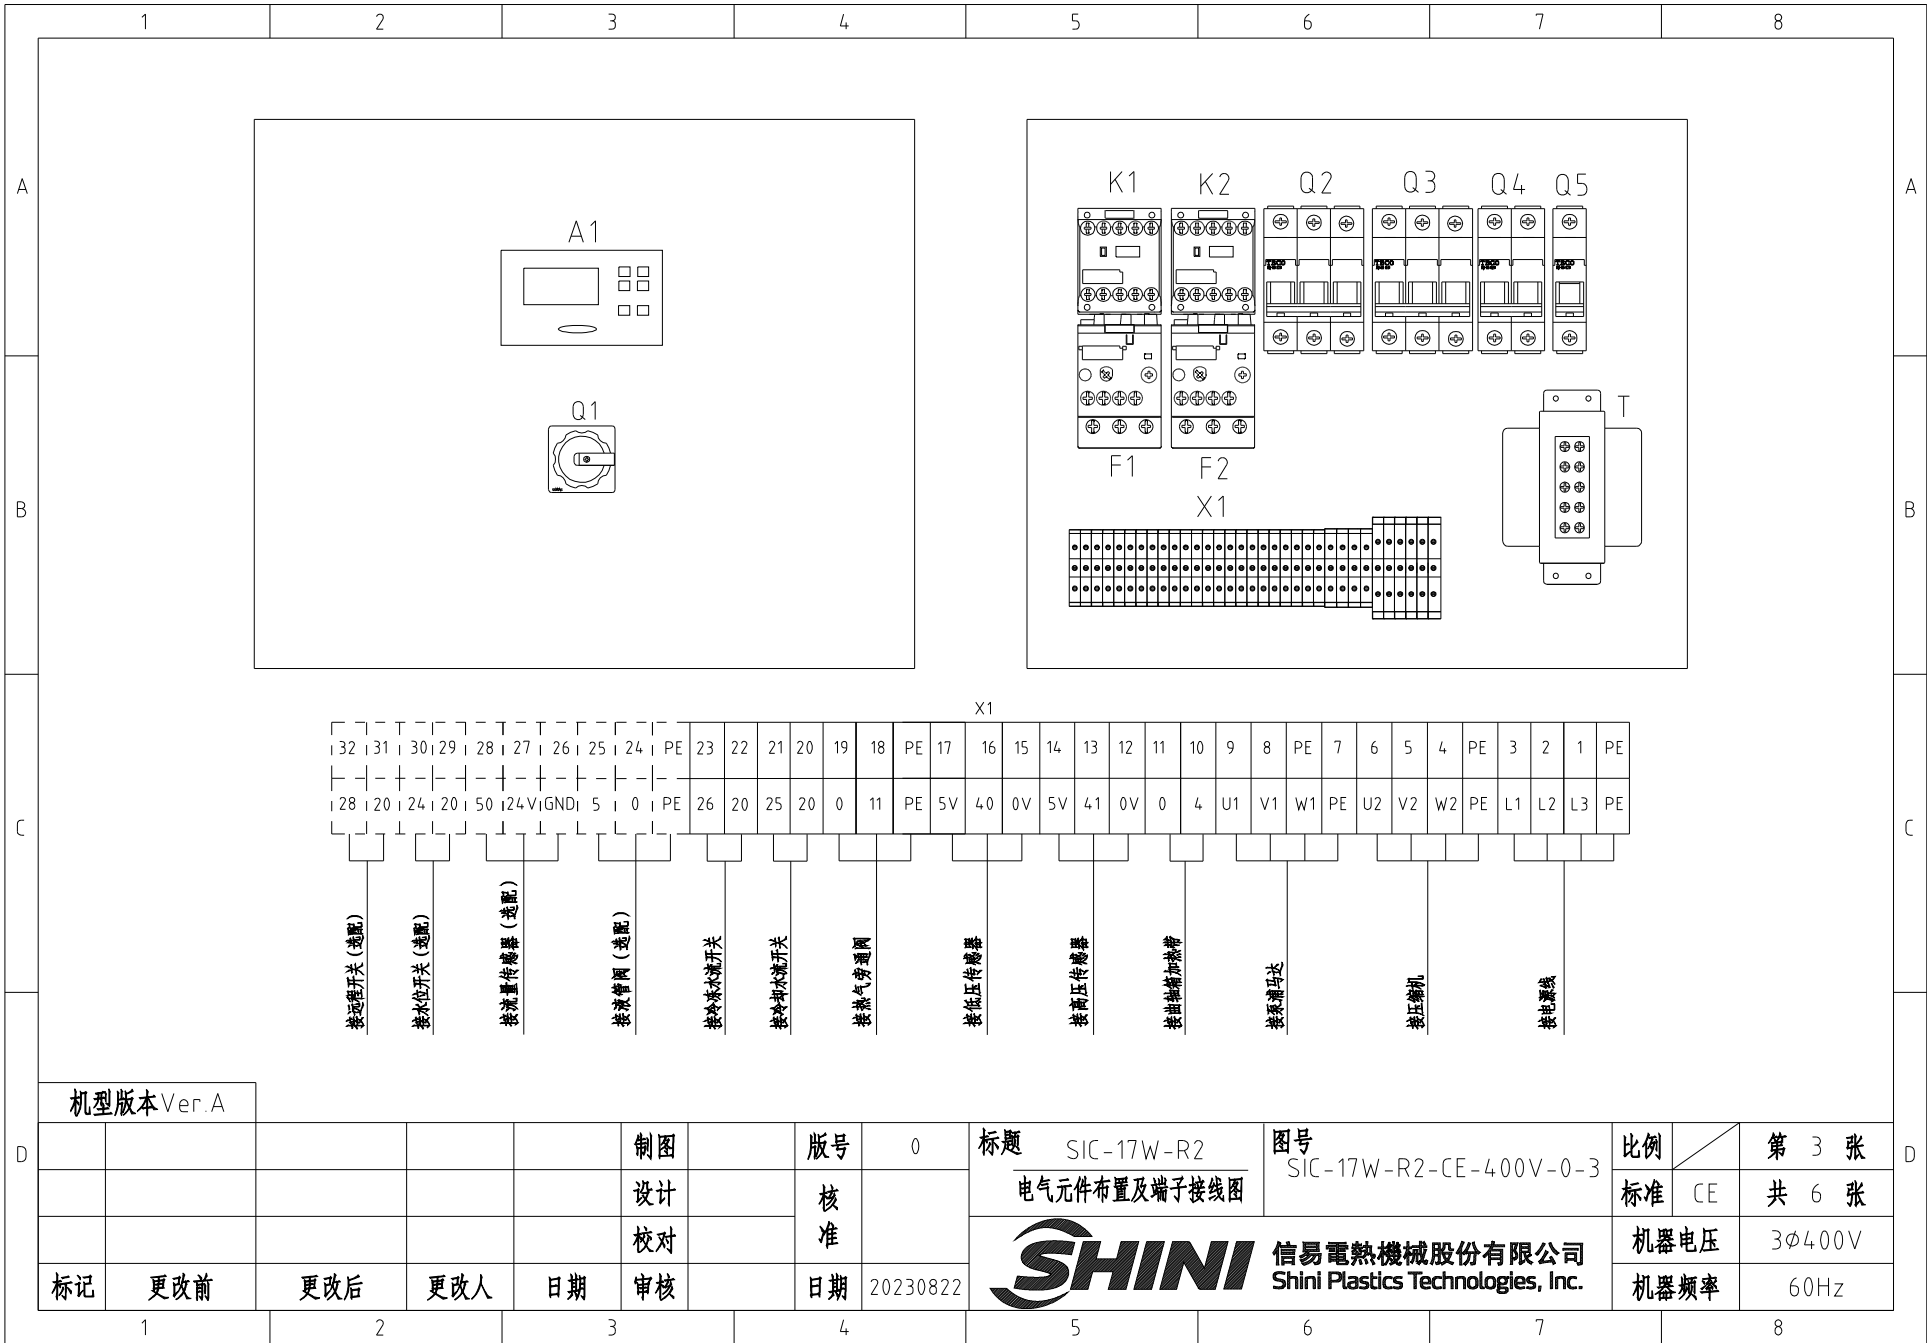 1 2 3 4 5 6 7 8
A
A
A1
Q1
K1 K2 Q2 Q3 Q4 Q5
TECO TECO TECO TECO
F1 F2
T
X1
B
B
X1
32 31 30 29 28 27 26 25 24 PE 23 22 21 20 19 18 PE 17 16 15 14 13 12 11 10 9 8 PE 7 6 5 4 PE 3 2 1 PE
28 20 24 20 50 24V GND 5 0 PE 26 20 25 20 0 11 PE 5V 40 0V 5V 41 0V 0 4 U1 V1 W1 PE U2 V2 W2 PE L1 L2 L3 PE
C
C
接远程开关(选配)
接水位开关(选配)
接流量传感器(选配)
接液管阀(选配)
接冷冻水流开关
接冷却水流开关
接热气旁通阀
接低压传感器
接高压传感器
接曲轴箱加热带
接泵浦马达
接压缩机
接电源线
机型版本Ver.A
D
D
制图
设计
校对
标记 更改前 更改后 更改人 日期 审核
版号 0
核准
日期 20230822
标题 SIC-17W-R2
电气元件布置及端子接线图
图号
SIC-17W-R2-CE-400V-0-3
比例 第 3 张
标准 CE 共 6 张
机器电压 3Φ400V
机器频率 60Hz
SHINI
信易電熱機械股份有限公司
Shini Plastics Technologies, Inc.
1 2 3 4 5 6 7 8